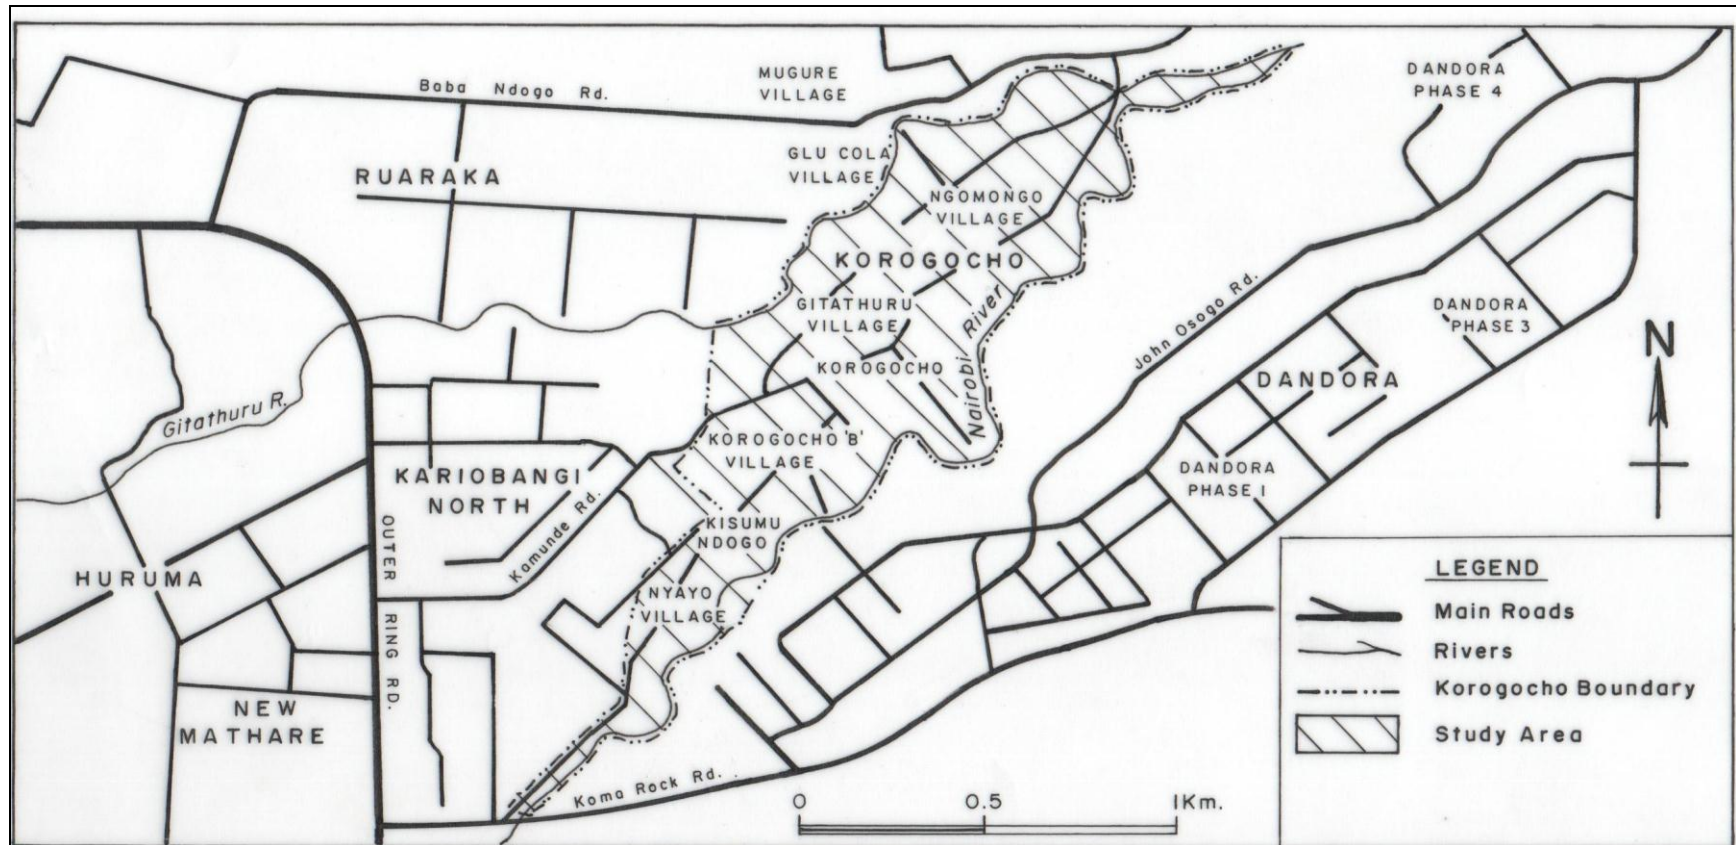 Baba Ndogo Rd.
MUGURE
VILLAGE
DANDORA
PHASE 4
GLU COLA
VILLAGE
RUARAKA
NGOMONGO
VILLAGE
KOROGOCHO
GITATHURU
VILLAGE
Nairobi River
John Osogo Rd.
DANDORA
PHASE 3
N
KOROGOCHO
DANDORA
Gitathuru R.
KOROGOCHO 'B'
VILLAGE
KARIOBANGI
NORTH
DANDORA
PHASE 1
Kamunde Rd.
KISUMU
NDOGO
OUTER RING RD.
HURUMA
NYAYO
VILLAGE
NEW
MATHARE
Koma Rock Rd.
0 0.5 1Km.
LEGEND
Main Roads
Rivers
Korogocho Boundary
Study Area